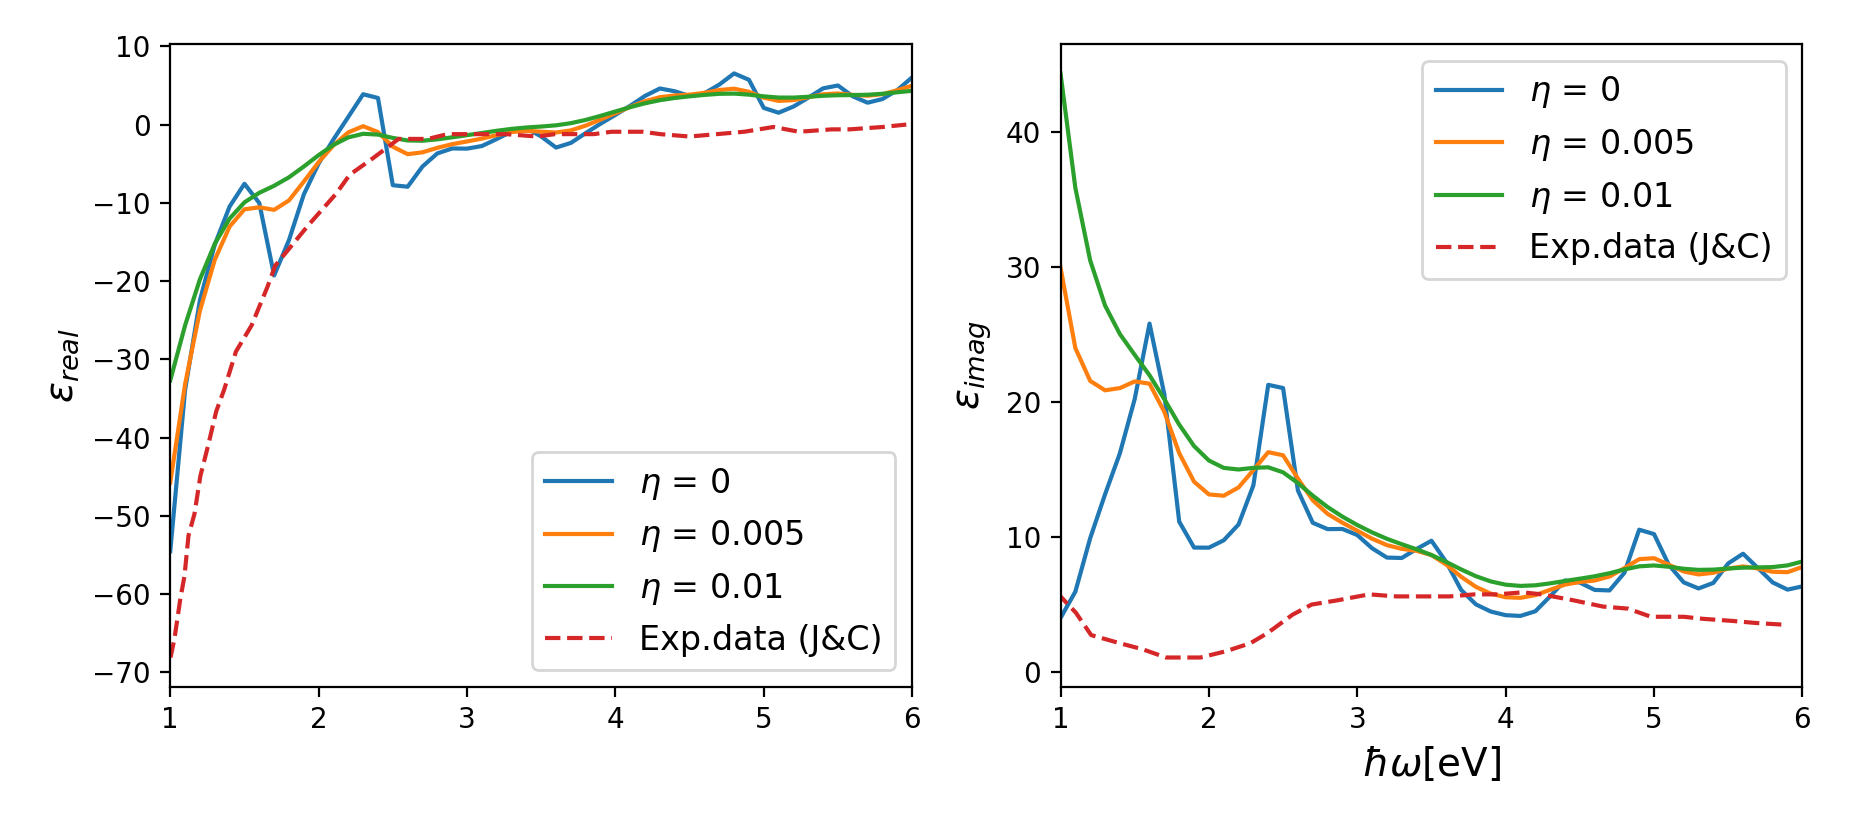 10
0
−10
−20
−30
−40
−50
−60
−70
1 2 3 4 5 6
ε_real
η = 0
η = 0.005
η = 0.01
Exp.data (J&C)
40
30
20
10
0
1 2 3 4 5 6
ε_imag
ħω[eV]
η = 0
η = 0.005
η = 0.01
Exp.data (J&C)